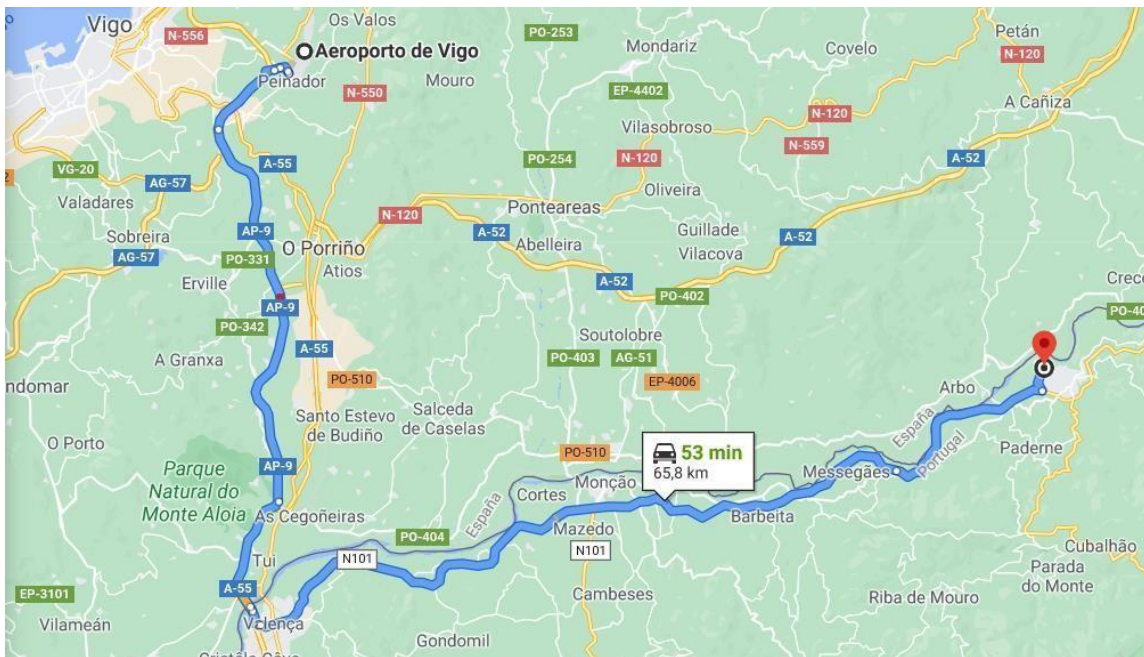 Vigo
N-556
Os Valos
PO-253
Mondariz
Covelo
Petán
N-120
Aeroporto de Vigo
Peinador
Mouro
N-550
EP-4402
A Cañiza
Vilasobroso
N-120
N-559
VG-20
AG-57
A-55
PO-254
N-120
A-52
Valadares
Oliveira
Ponteareas
N-120
Sobreira
AP-9
O Porriño
A-52
Abelleira
Guillade
Vilacova
A-52
AG-57
PO-331
Atios
Erville
AP-9
A-52
PO-402
Crece
PO-40
PO-342
Soutolobre
A Granxa
A-55
PO-403
AG-51
ndomar
PO-510
EP-4006
Arbo
O Porto
Santo Estevo
de Budiño
Salceda
de Caselas
España
Portugal
Paderne
Parque
Natural do
Monte Aloia
AP-9
PO-510
53 min
65,8 km
Messegães
As Cegoñeiras
España
Cortes
Monção
Barbeita
PO-404
Mazedo
Tui
N101
N101
Cubalhão
Parada
do Monte
EP-3101
A-55
Cambeses
Riba de Mouro
Vilameán
Valença
Gondomil